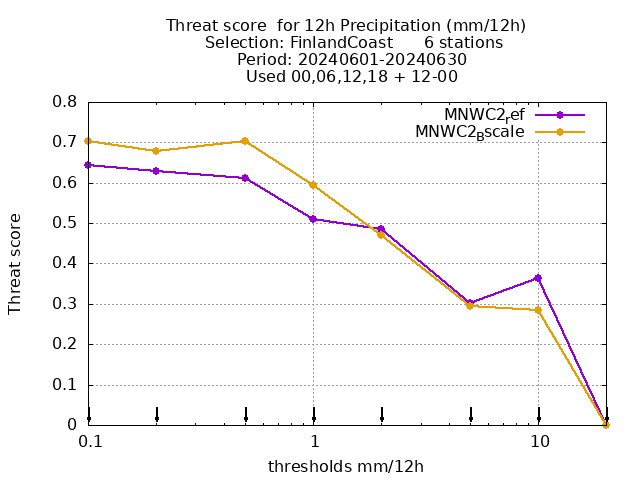 Threat score  for 12h Precipitation (mm/12h)
Selection: FinlandCoast      6 stations
Period: 20240601-20240630
Used 00,06,12,18 + 12-00
MNWC2ref
MNWC2Bscale
0.8
0.7
0.6
0.5
0.4
0.3
0.2
0.1
0
Threat score
0.1 1 10
thresholds mm/12h